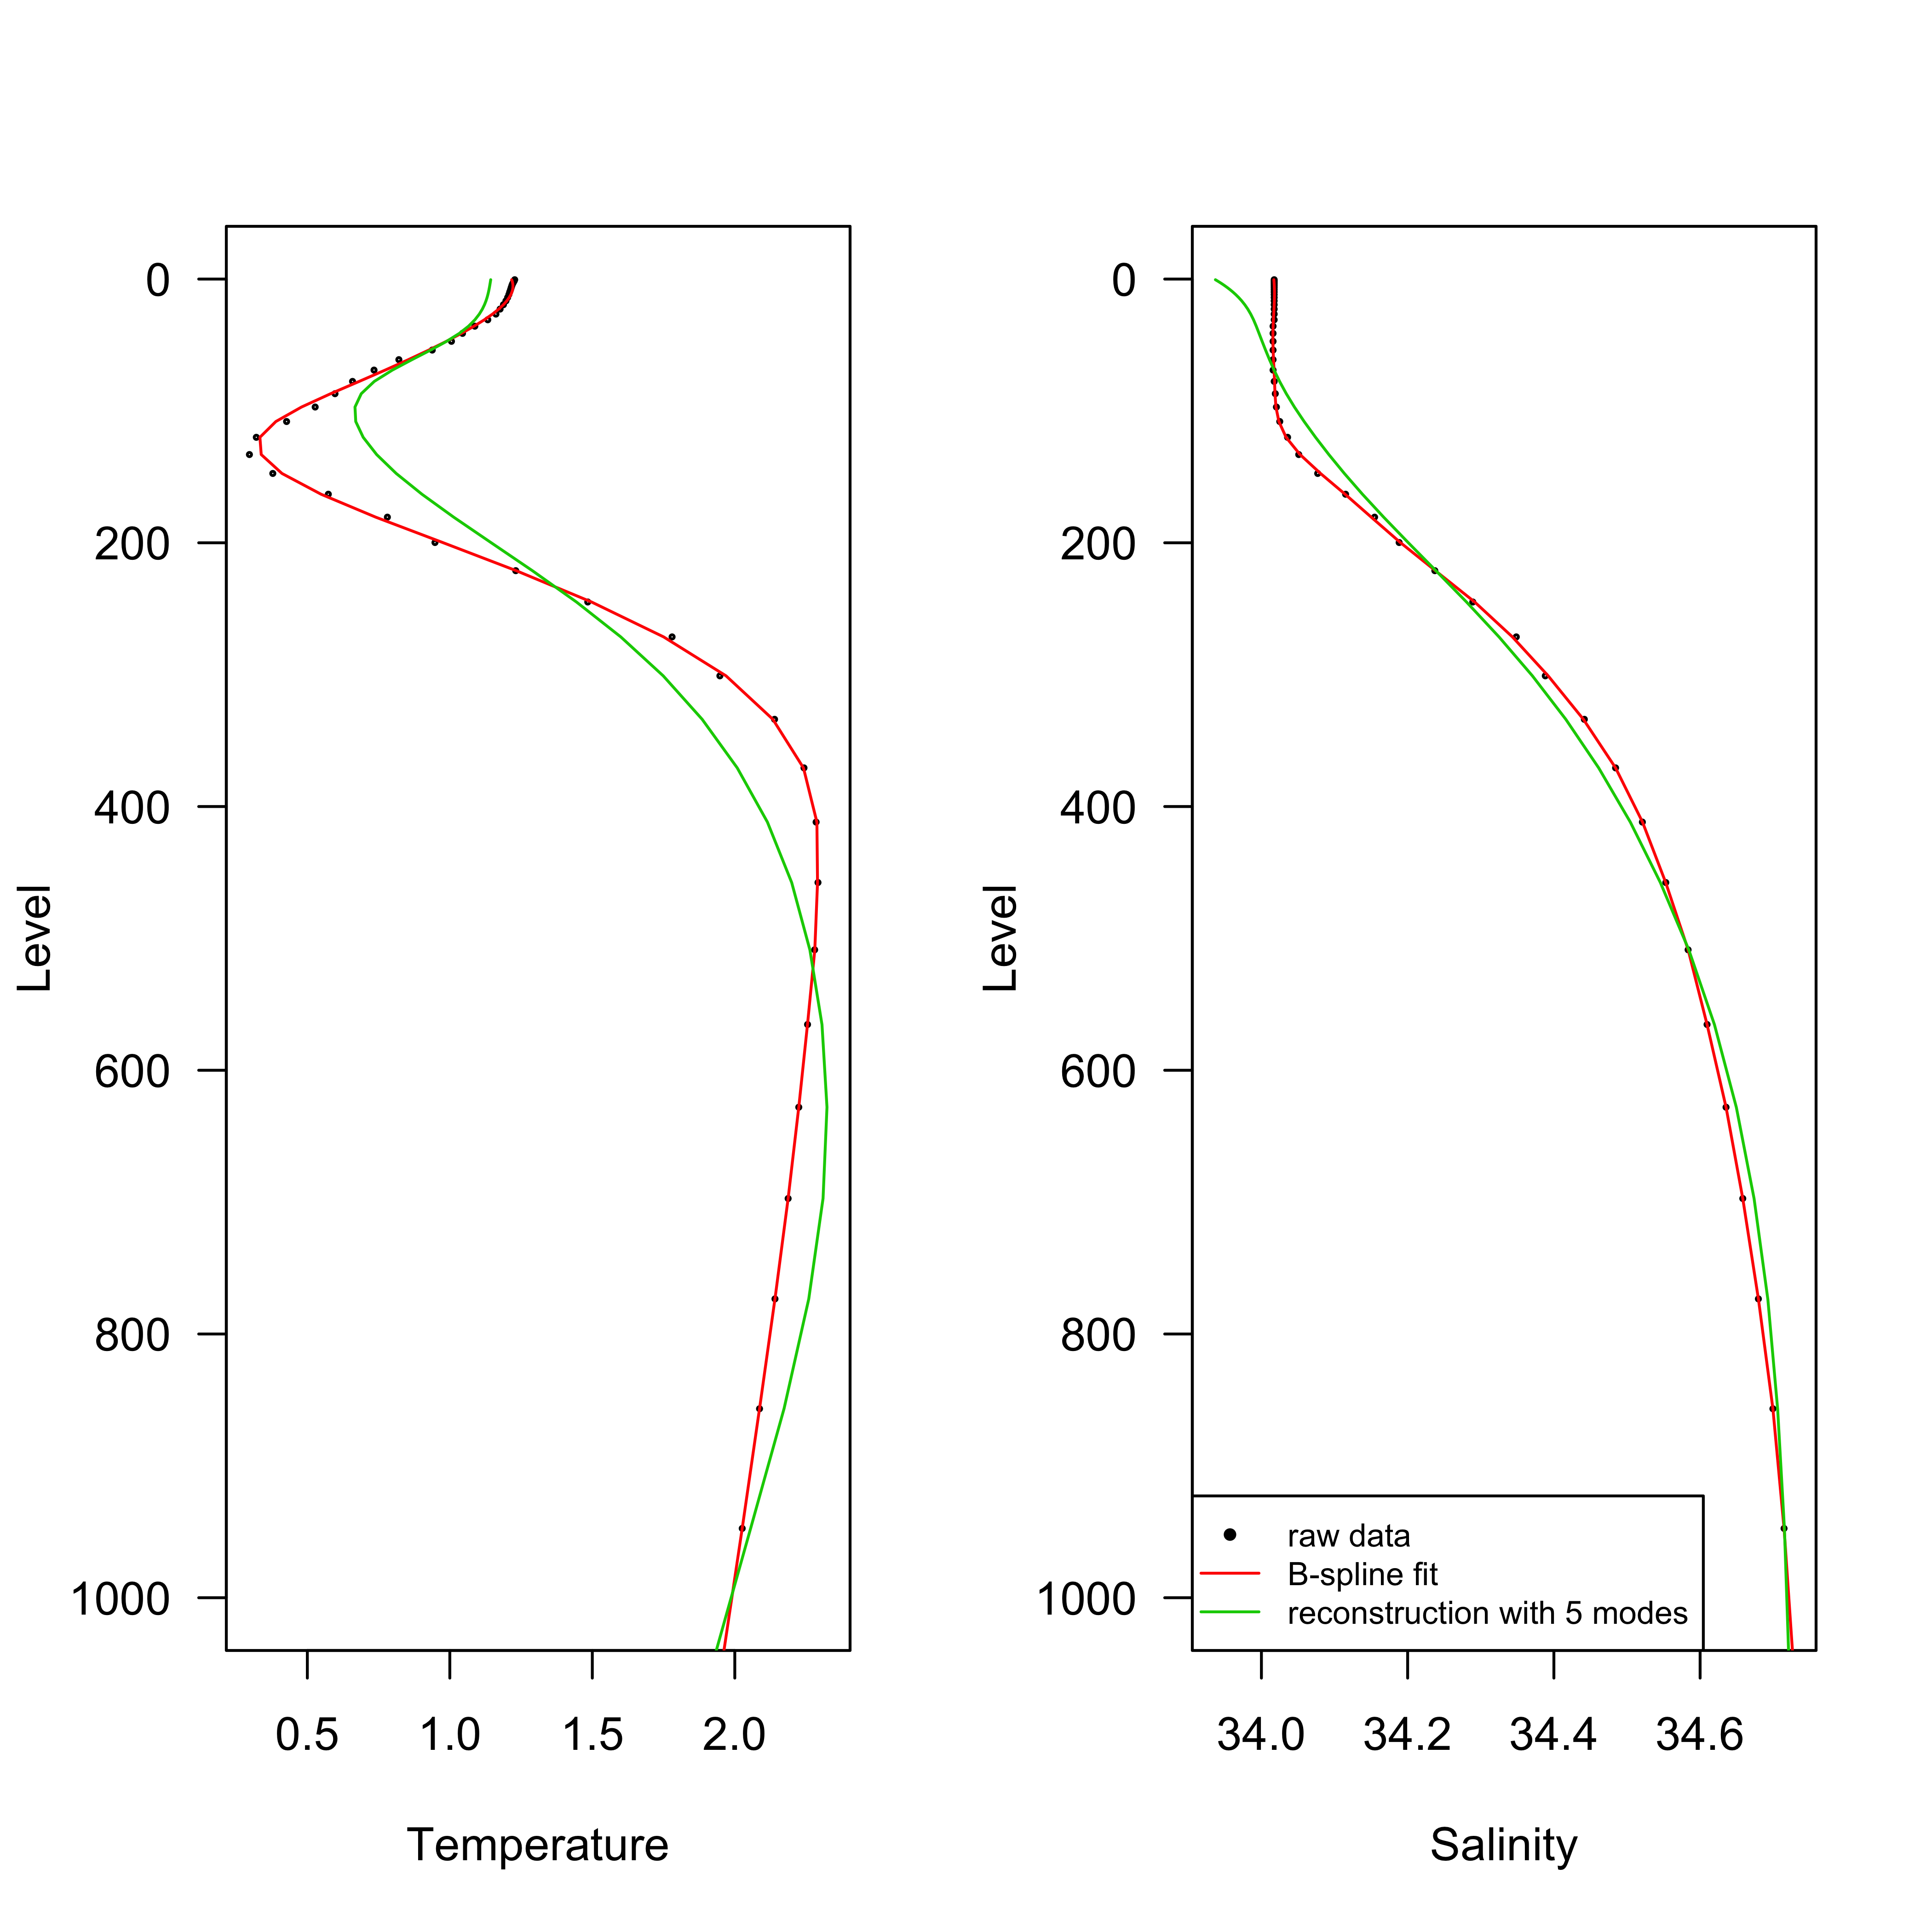 0
200
400
600
800
1000
Level
0.5 1.0 1.5 2.0
Temperature
0
200
400
600
800
1000
Level
raw data
B-spline fit
reconstruction with 5 modes
34.0 34.2 34.4 34.6
Salinity